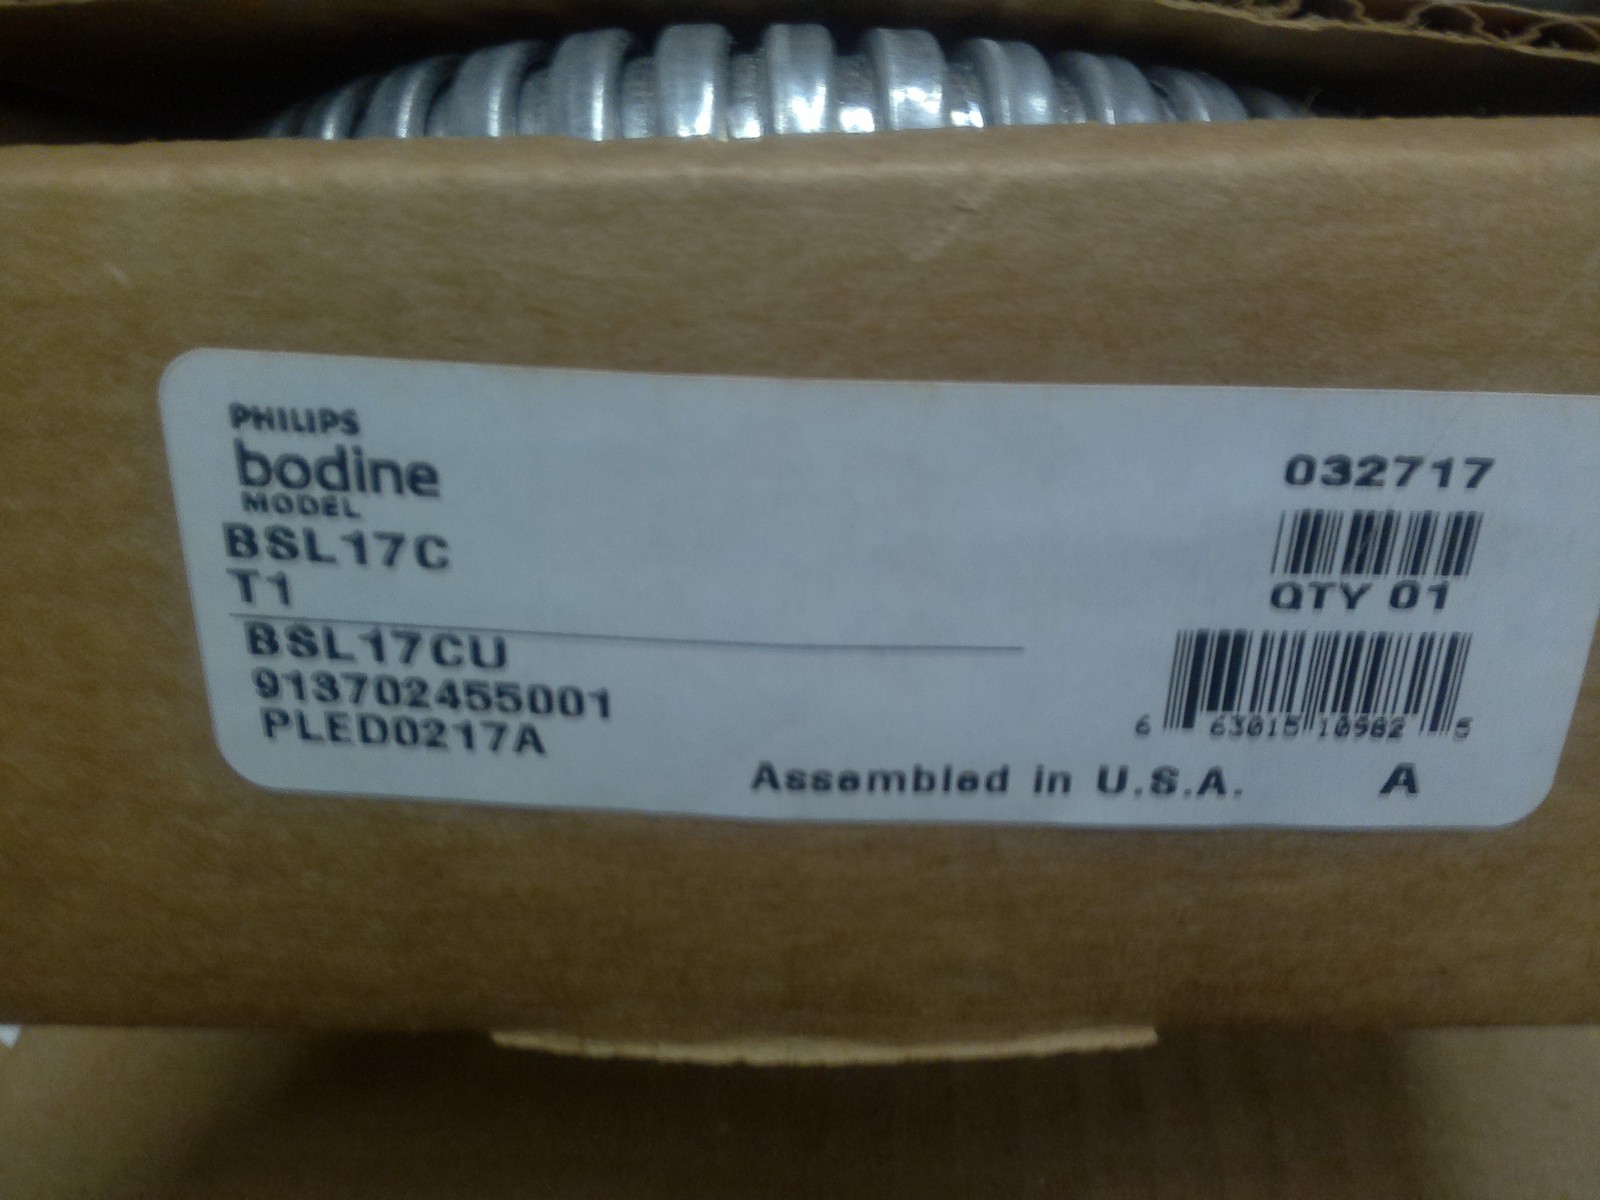 PHILIPS
bodine
MODEL
BSL17C
T1
BSL17CU
913702455001
PLED0217A
032717
QTY 01
6 63015 10982 5
Assembled in U.S.A. A